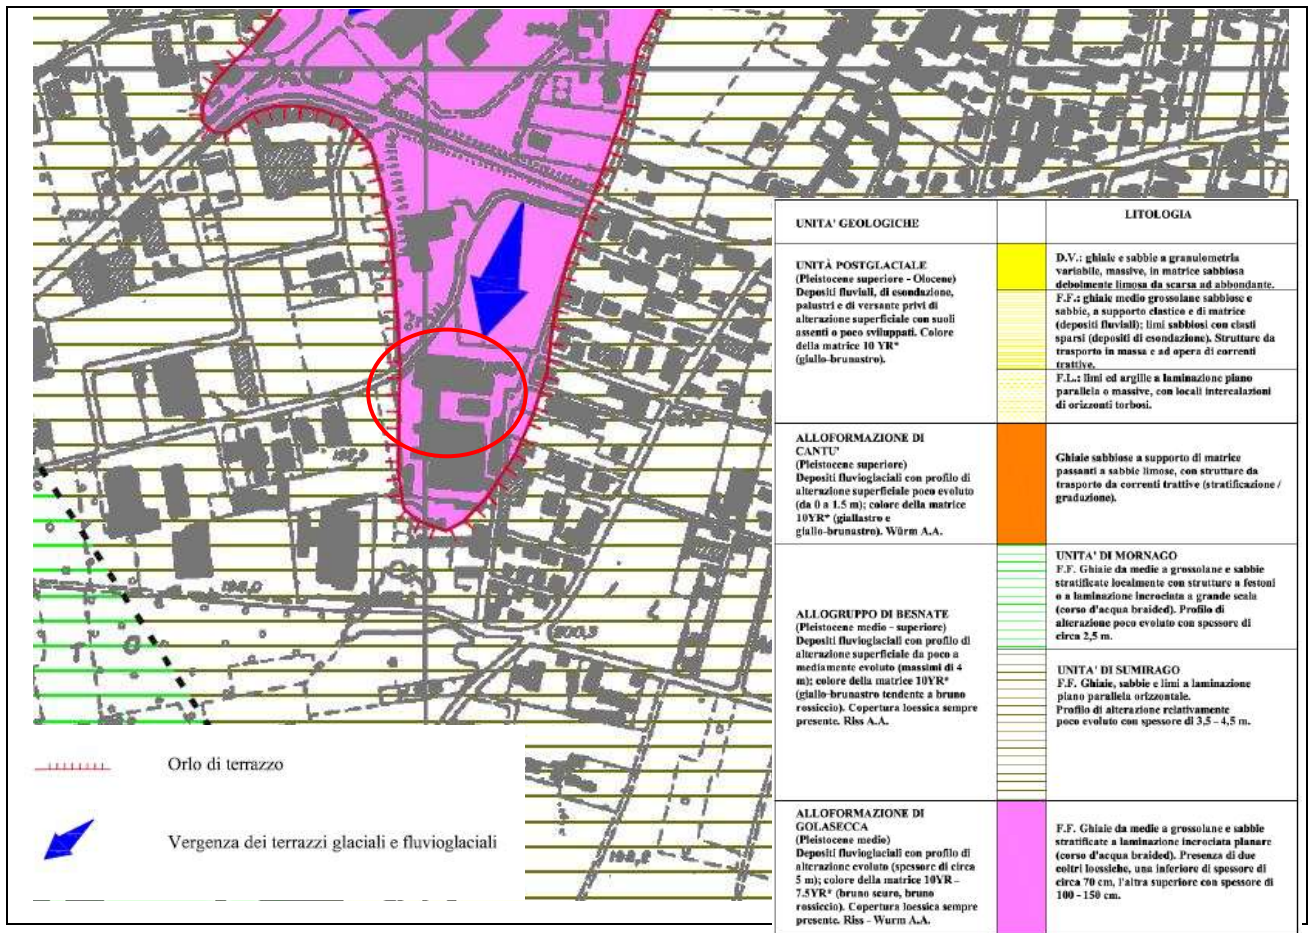 192,9
198,0
200,3
198,2
Orlo di terrazzo
Vergenza dei terrazzi glaciali e fluvioglaciali
UNITA' GEOLOGICHE
LITOLOGIA
UNITÀ POSTGLACIALE
(Pleistocene superiore - Olocene)
Depositi fluviali, di esondazione,
palustri e di versante privi di
alterazione superficiale con suoli
assenti o poco sviluppati. Colore
della matrice 10 YR*
(giallo-brunastro).
D.V.: ghiaie e sabbie a granulometria
variabile, massive, in matrice sabbiosa
debolmente limosa da scarsa ad abbondante.
F.F.: ghiaie medio grossolane sabbiose e
sabbie, a supporto clastico e di matrice
(depositi fluviali); limi sabbiosi con clasti
sparsi (depositi di esondazione). Strutture da
trasporto in massa e ad opera di correnti
trattive.
F.L.: limi ed argille a laminazione piano
parallela o massive, con locali intercalazioni
di orizzonti torbosi.
ALLOFORMAZIONE DI
CANTU'
(Pleistocene superiore)
Depositi fluvioglaciali con profilo di
alterazione superficiale poco evoluto
(da 0 a 1.5 m); colore della matrice
10YR* (giallastro e
giallo-brunastro). Würm A.A.
Ghiaie sabbiose a supporto di matrice
passanti a sabbie limose, con strutture da
trasporto da correnti trattive (stratificazione /
gradazione).
ALLOGRUPPO DI BESNATE
(Pleistocene medio - superiore)
Depositi fluvioglaciali con profilo di
alterazione superficiale da poco a
mediamente evoluto (massimi di 4
m); colore della matrice 10YR*
(giallo-brunastro tendente a bruno
rossiccio). Copertura loessica sempre
presente. Riss A.A.
UNITA' DI MORNAGO
F.F. Ghiaie da medie a grossolane e sabbie
stratificate localmente con strutture a festoni
o a laminazione incrociata a grande scala
(corso d'acqua braided). Profilo di
alterazione poco evoluto con spessore di
circa 2,5 m.
UNITA' DI SUMIRAGO
F.F. Ghiaie, sabbie e limi a laminazione
piano parallela orizzontale.
Profilo di alterazione relativamente
poco evoluto con spessore di 3,5 – 4,5 m.
ALLOFORMAZIONE DI
GOLASECCA
(Pleistocene medio)
Depositi fluvioglaciali con profilo di
alterazione evoluto (spessore di circa
5 m); colore della matrice 10YR –
7.5YR* (bruno scuro, bruno
rossiccio). Copertura loessica sempre
presente. Riss - Wurm A.A.
F.F. Ghiaie da medie a grossolane e sabbie
stratificate a laminazione incrociata planare
(corso d'acqua braided). Presenza di due
coltri loessiche, una inferiore di spessore di
circa 70 cm, l'altra superiore con spessore di
100 - 150 cm.